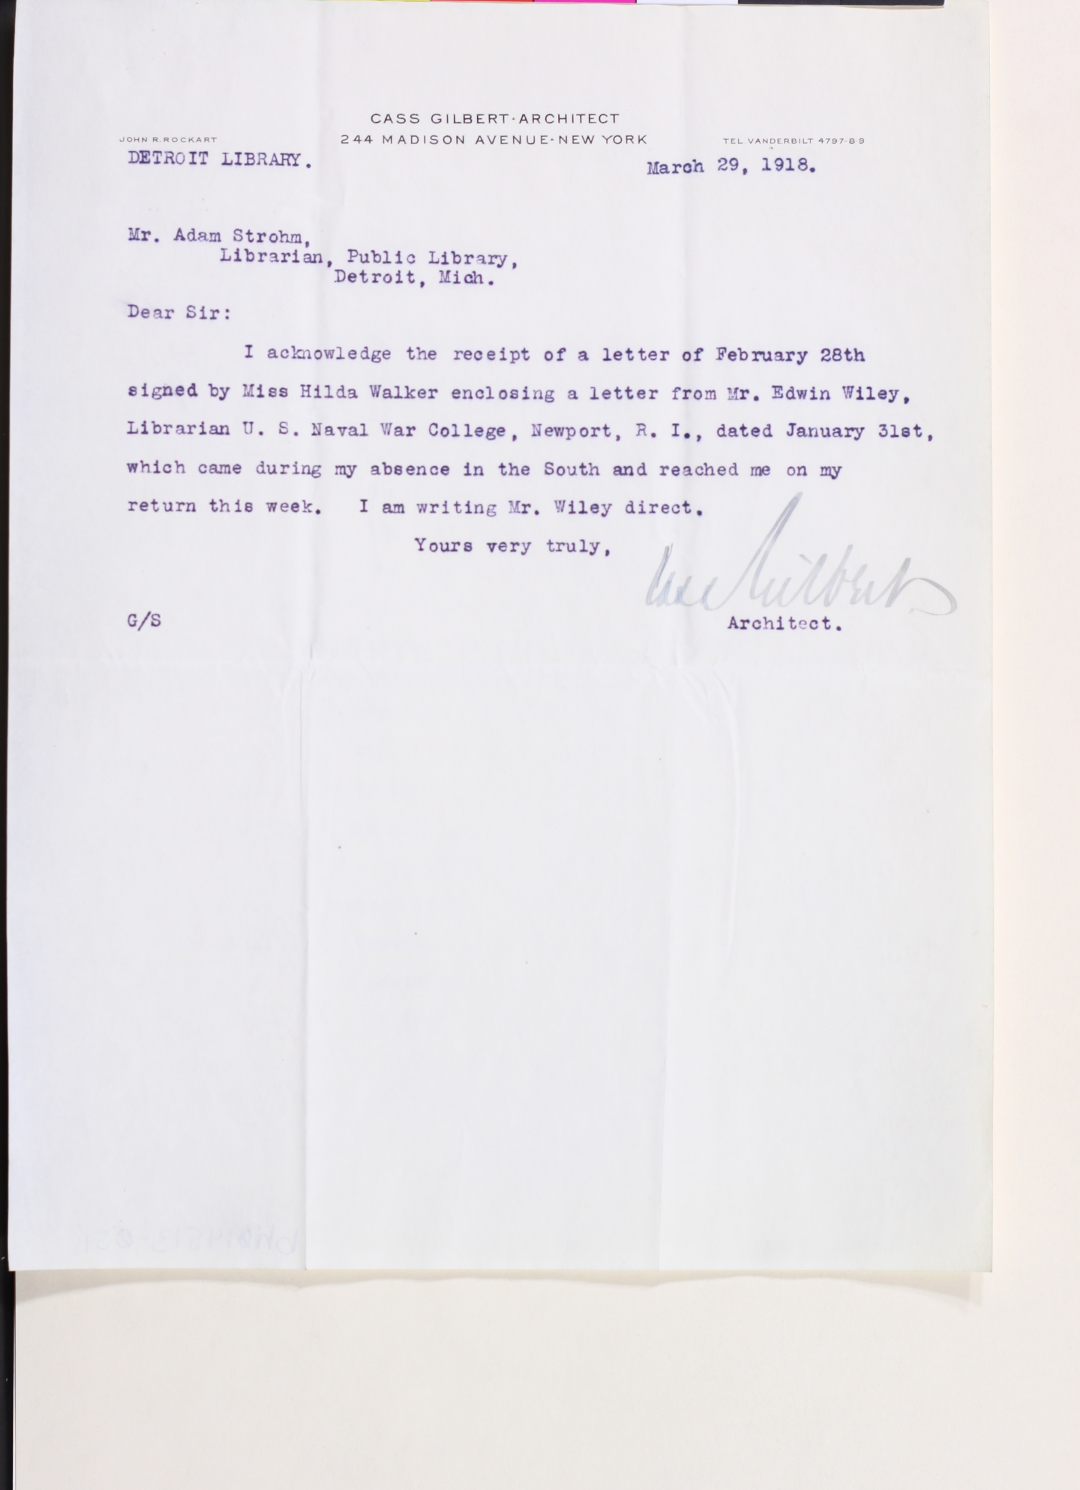 CASS GILBERT-ARCHITECT
JOHN R. ROCKART 244 MADISON AVENUE-NEW YORK TEL. VANDERBILT 4797-8-9
DETROIT LIBRARY. March 29, 1918.
Mr. Adam Strohm,
Librarian, Public Library,
Detroit, Mich.
Dear Sir:
I acknowledge the receipt of a letter of February 28th
signed by Miss Hilda Walker enclosing a letter from Mr. Edwin Wiley,
Librarian U. S. Naval War College, Newport, R. I., dated January 31st,
which came during my absence in the South and reached me on my
return this week. I am writing Mr. Wiley direct.
Yours very truly,
Cass Gilbert
G/S Architect.